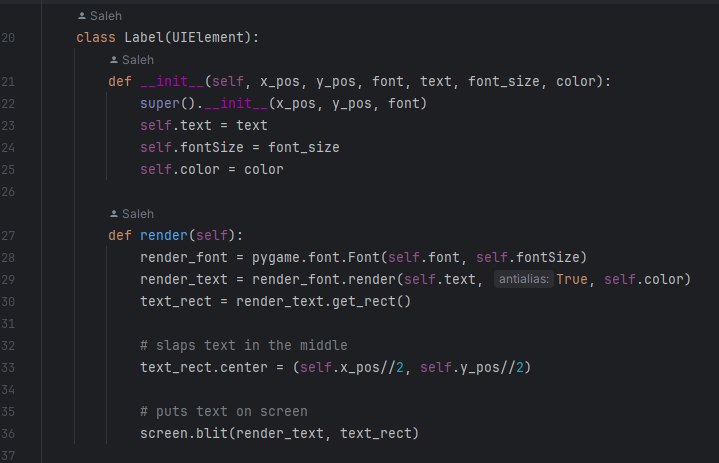 Saleh
20 class Label(UIElement):
Saleh
21 def __init__(self, x_pos, y_pos, font, text, font_size, color):
22 super().__init__(x_pos, y_pos, font)
23 self.text = text
24 self.fontSize = font_size
25 self.color = color
26
Saleh
27 def render(self):
28 render_font = pygame.font.Font(self.font, self.fontSize)
29 render_text = render_font.render(self.text, antialias: True, self.color)
30 text_rect = render_text.get_rect()
31
32 # slaps text in the middle
33 text_rect.center = (self.x_pos//2, self.y_pos//2)
34
35 # puts text on screen
36 screen.blit(render_text, text_rect)
37